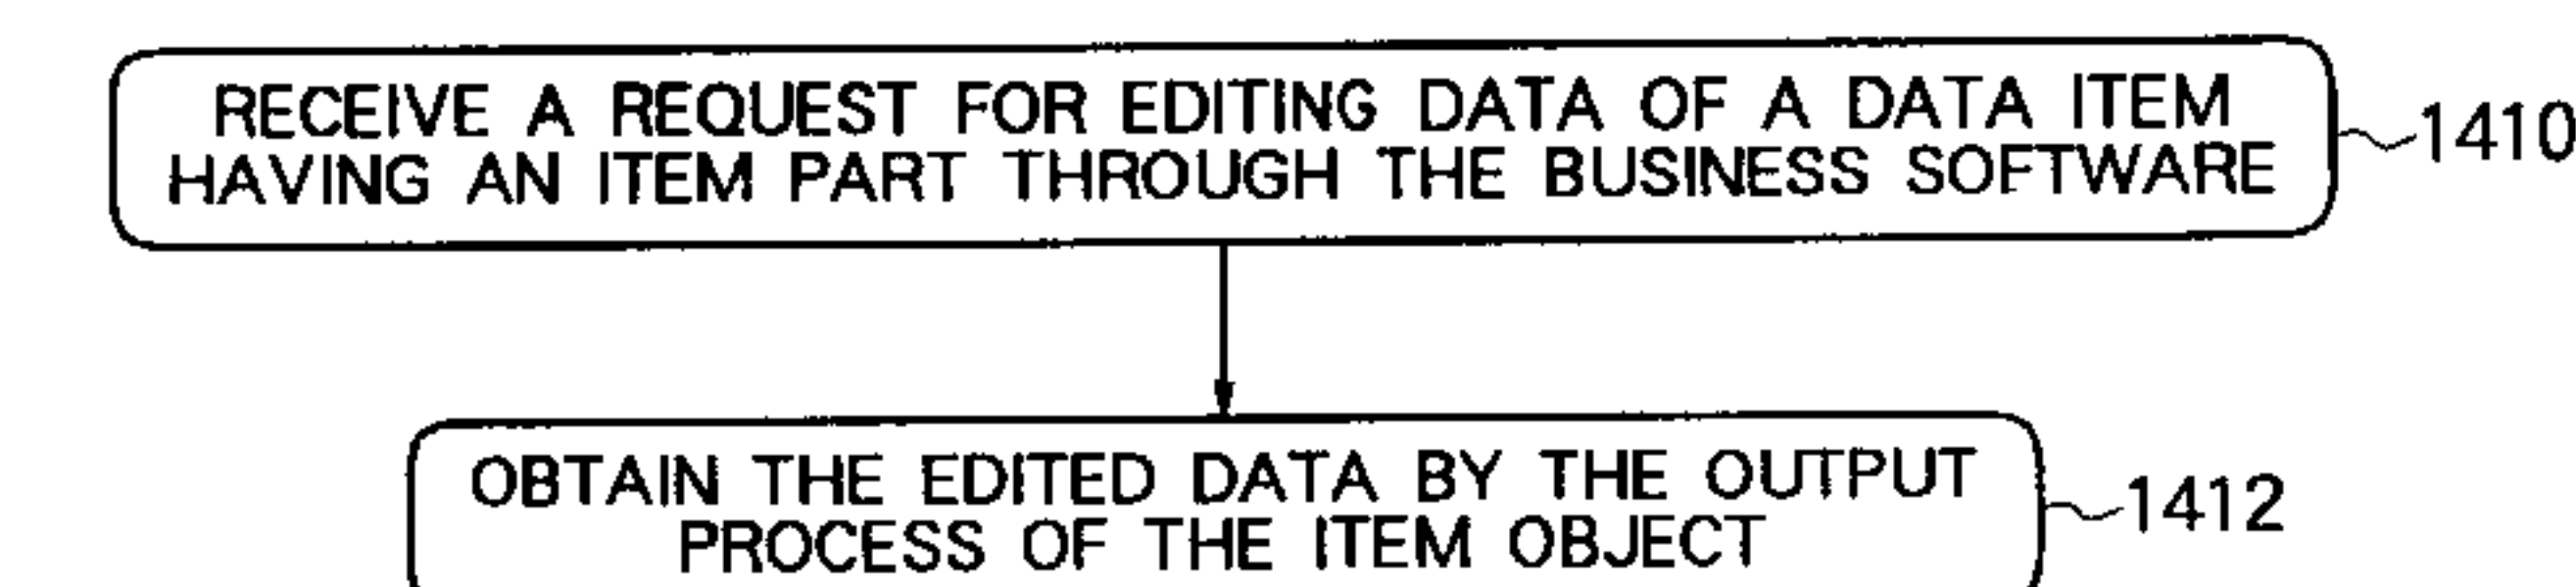 RECEIVE A REQUEST FOR EDITING DATA OF A DATA ITEM
HAVING AN ITEM PART THROUGH THE BUSINESS SOFTWARE
1410
OBTAIN THE EDITED DATA BY THE OUTPUT
PROCESS OF THE ITEM OBJECT
1412